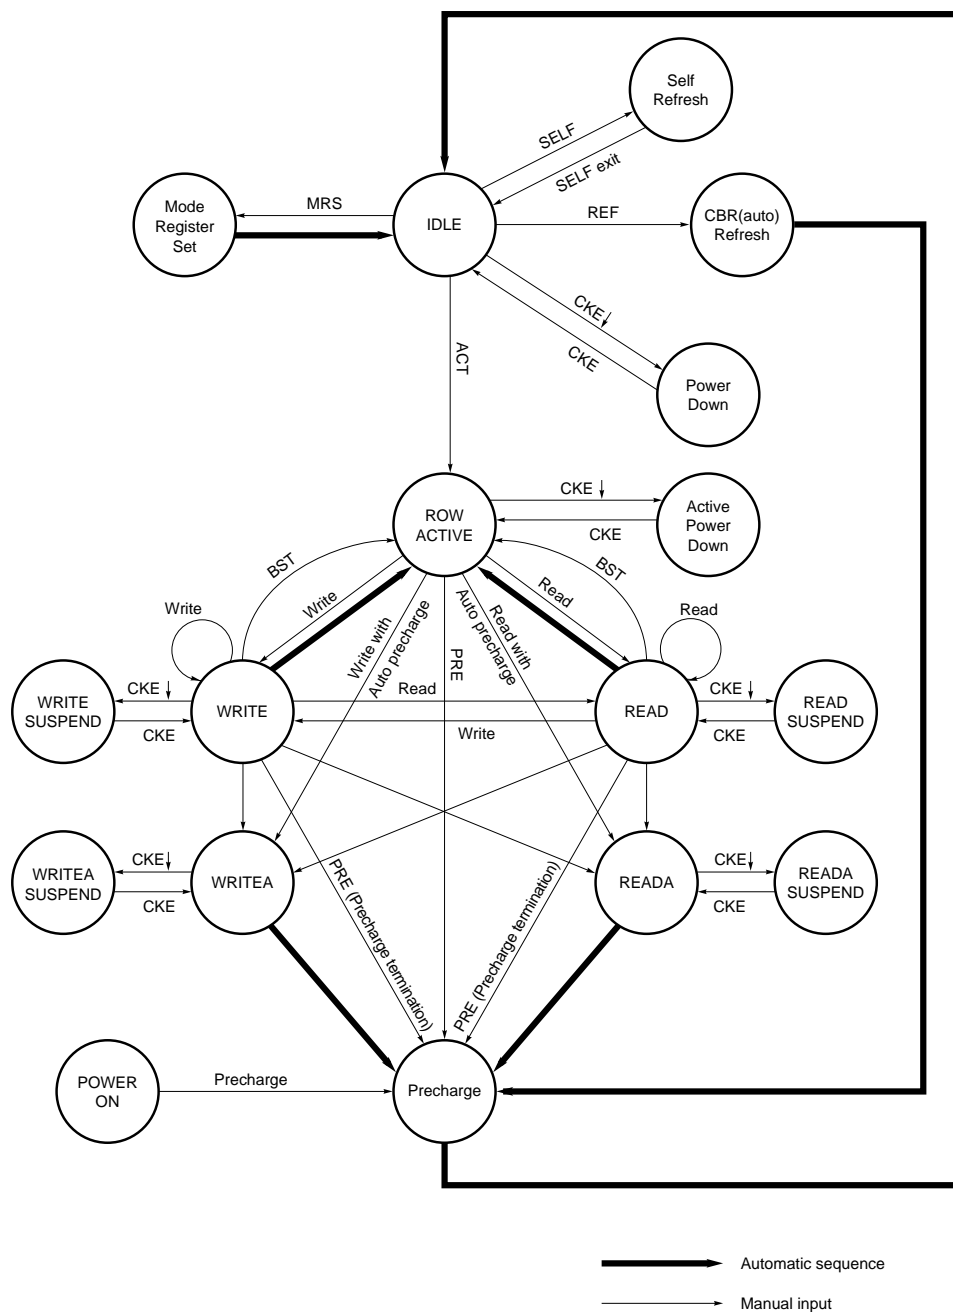 Self
Refresh
SELF
SELF exit
Mode
Register
Set
MRS
IDLE
REF
CBR(auto)
Refresh
CKE
CKE
Power
Down
ACT
ROW
ACTIVE
CKE
CKE
Active
Power
Down
BST
BST
Write
Read
Write
Read
Write with
Auto precharge
PRE
Read with
Auto precharge
WRITE
SUSPEND
CKE
CKE
WRITE
Read
Write
READ
CKE
CKE
READ
SUSPEND
WRITEA
SUSPEND
CKE
CKE
WRITEA
READA
CKE
CKE
READA
SUSPEND
PRE (Precharge termination)
PRE (Precharge termination)
POWER
ON
Precharge
Precharge
Automatic sequence
Manual input